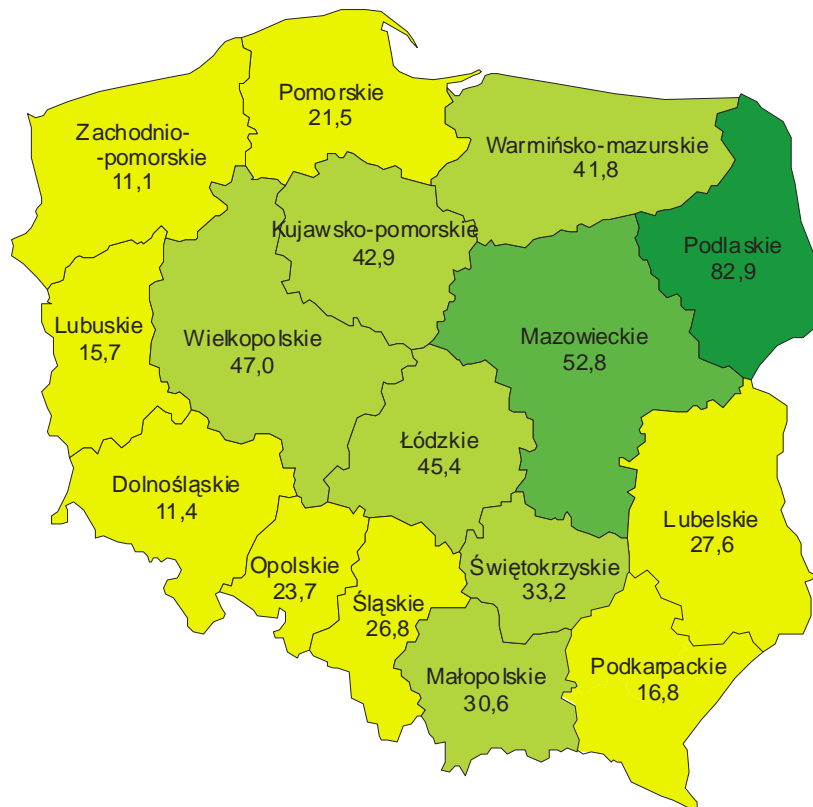 Pomorskie
21,5
Zachodnio-
-pomorskie
11,1
Warmińsko-mazurskie
41,8
Kujawsko-pomorskie
42,9
Podlaskie
82,9
Lubuskie
15,7
Wielkopolskie
47,0
Mazowieckie
52,8
Łódzkie
45,4
Dolnośląskie
11,4
Lubelskie
27,6
Opolskie
23,7
Świętokrzyskie
33,2
Śląskie
26,8
Małopolskie
30,6
Podkarpackie
16,8